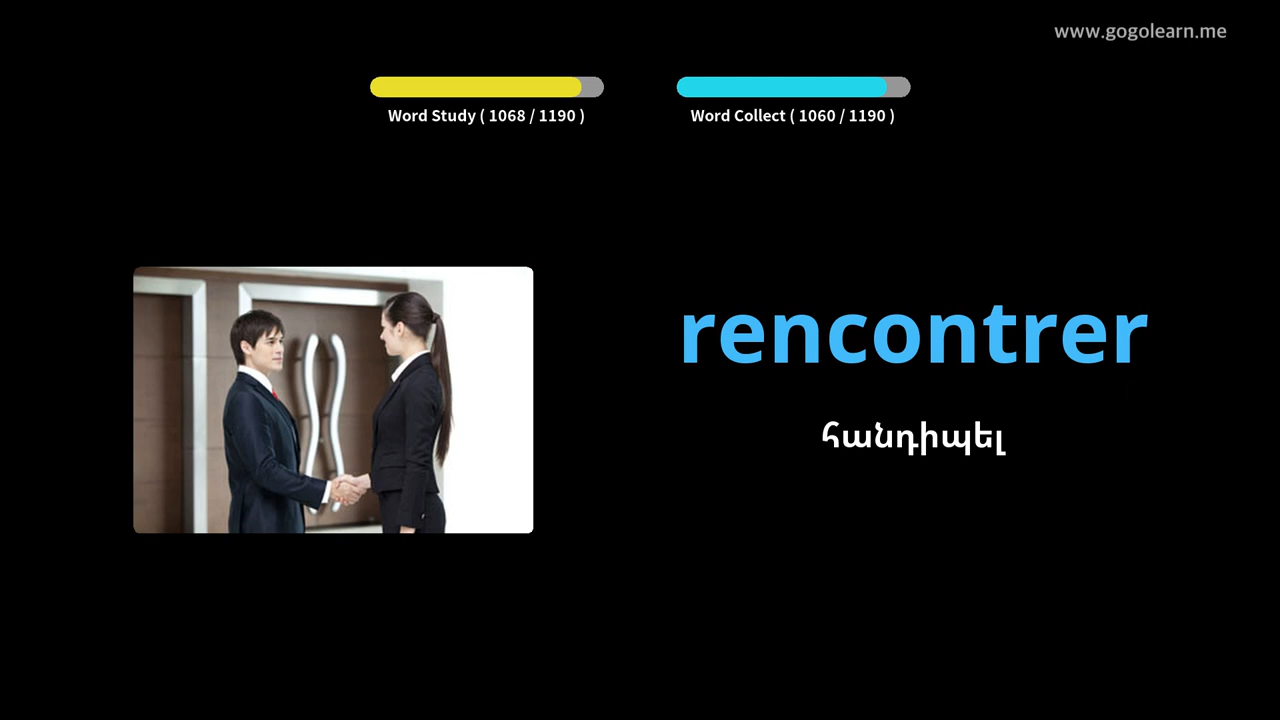 www.gogolearn.me
Word Study ( 1068 / 1190 )
Word Collect ( 1060 / 1190 )
rencontrer
հանդիպել